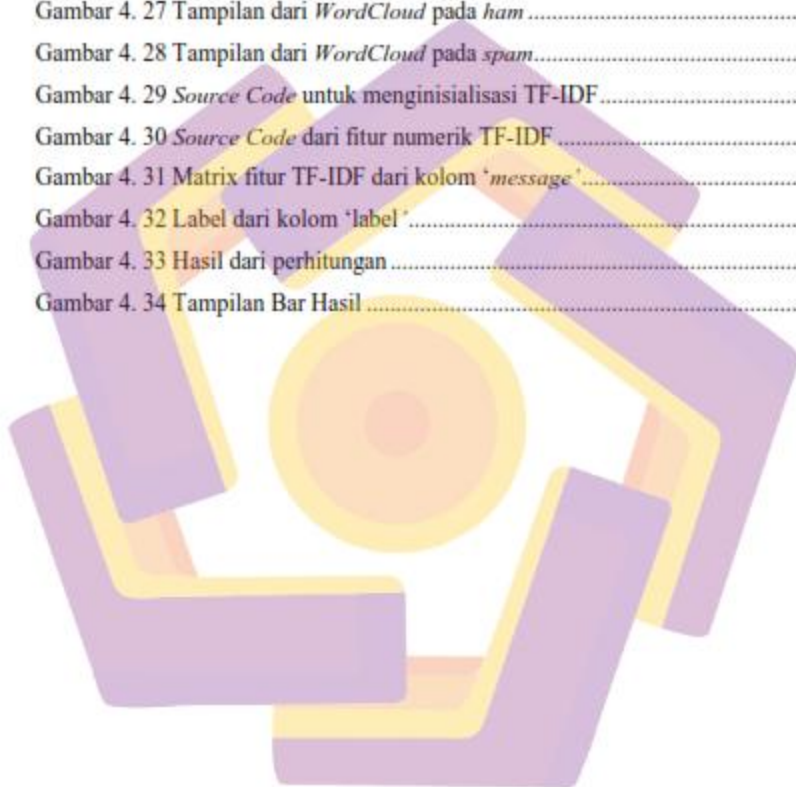 Gambar 4. 27 Tampilan dari WordCloud pada ham ................................................
Gambar 4. 28 Tampilan dari WordCloud pada spam................................................
Gambar 4. 29 Source Code untuk menginisialisasi TF-IDF...................................
Gambar 4. 30 Source Code dari fitur numerik TF-IDF ...........................................
Gambar 4. 31 Matrix fitur TF-IDF dari kolom ‘message’.......................................
Gambar 4. 32 Label dari kolom ‘label’......................................................................
Gambar 4. 33 Hasil dari perhitungan .........................................................................
Gambar 4. 34 Tampilan Bar Hasil ..............................................................................